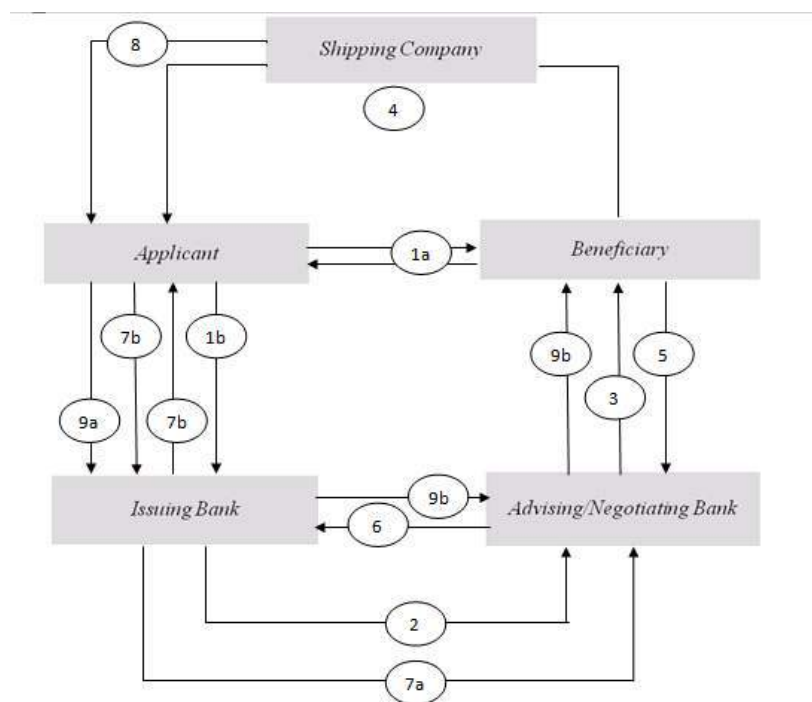 8
Shipping Company
4
Applicant
1a
Beneficiary
7b
1b
9b
5
9a
7b
3
Issuing Bank
9b
6
Advising/Negotiating Bank
2
7a